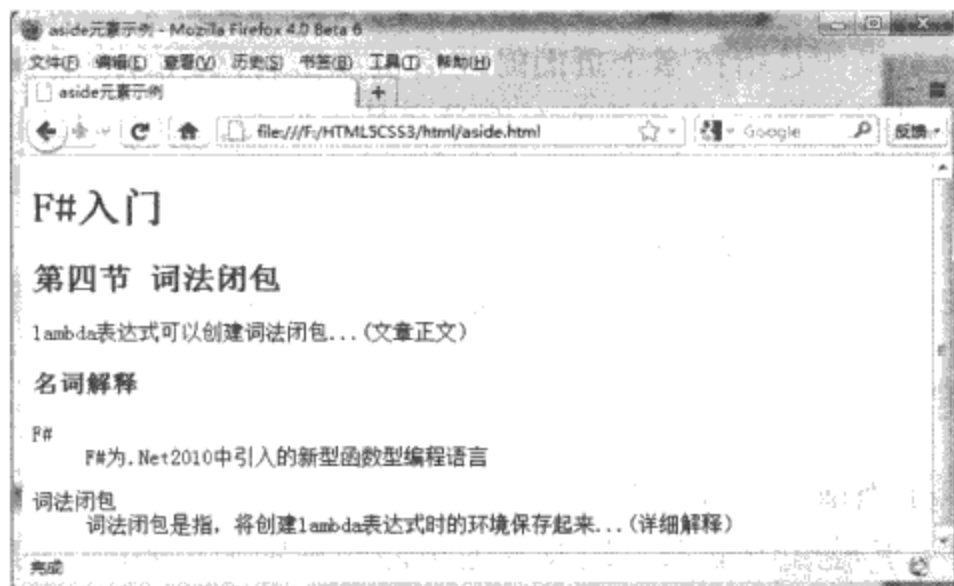 aside元素示例 - Mozilla Firefox 4.0 Beta 6
文件(F) 编辑(E) 查看(V) 历史(S) 书签(B) 工具(T) 帮助(H)
aside元素示例
file:///F:/HTML5CSS3/html/aside.html
Google
反馈
F#入门
第四节 词法闭包
lambda表达式可以创建词法闭包...(文章正文)
名词解释
F#
F#为.Net2010中引入的新型函数型编程语言
词法闭包
词法闭包是指, 将创建lambda表达式时的环境保存起来...(详细解释)
完成